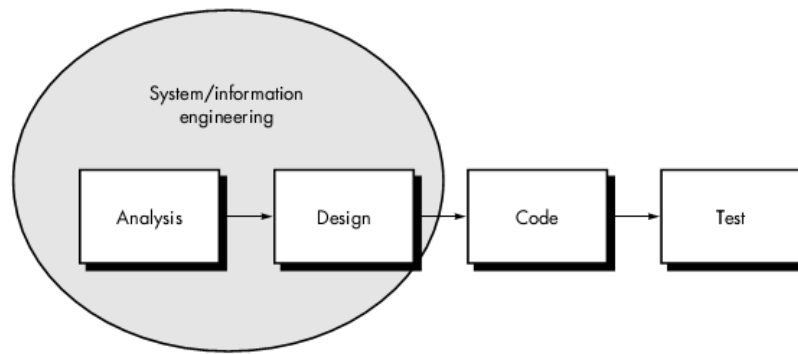 System/information
engineering
Analysis
Design
Code
Test